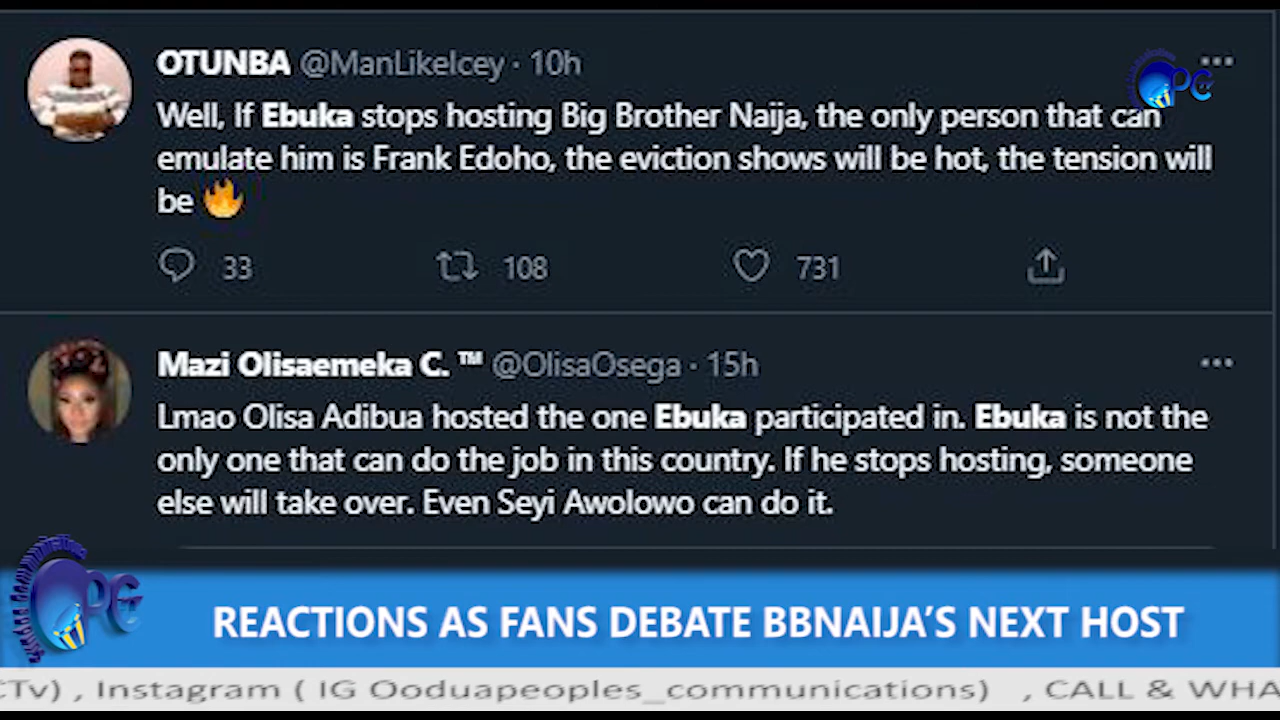 OTUNBA @ManLikeIcey · 10h
Well, If Ebuka stops hosting Big Brother Naija, the only person that can
emulate him is Frank Edoho, the eviction shows will be hot, the tension will
be 🔥
33 108 731
Mazi Olisaemeka C. ™ @OlisaOsega · 15h
Lmao Olisa Adibua hosted the one Ebuka participated in. Ebuka is not the
only one that can do the job in this country. If he stops hosting, someone
else will take over. Even Seyi Awolowo can do it.
REACTIONS AS FANS DEBATE BBNAIJA’S NEXT HOST
CTv) , Instagram ( IG Ooduapeoples_communications) , CALL & WHA